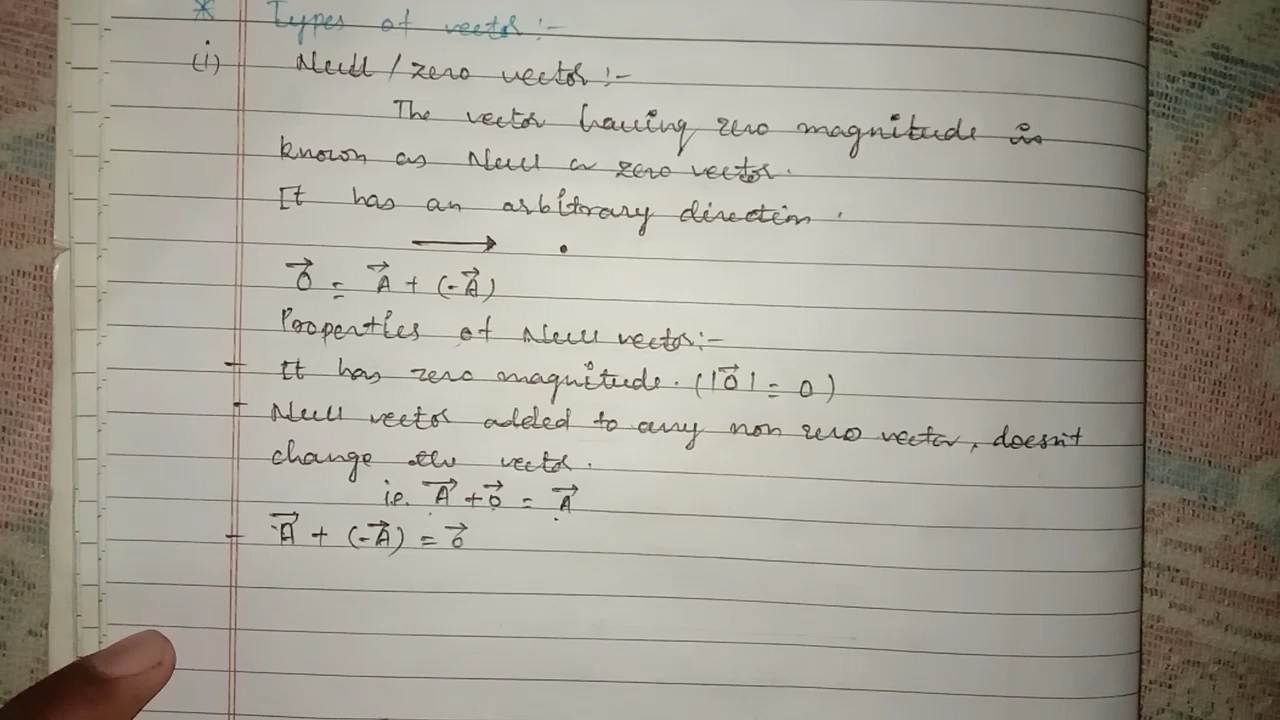 * Types of vector :-
(i) Null / zero vector :-
The vector having zero magnitude is
known as Null or zero vector.
It has an arbitrary direction.
→ .
0⃗ = A⃗ + (-A⃗)
Properties of Null vector:-
- It has zero magnitude. (|0⃗| = 0)
- Null vector added to any non zero vector, doesn't
change the vector.
i.e. A⃗ + 0⃗ = A⃗
- A⃗ + (-A⃗) = 0⃗